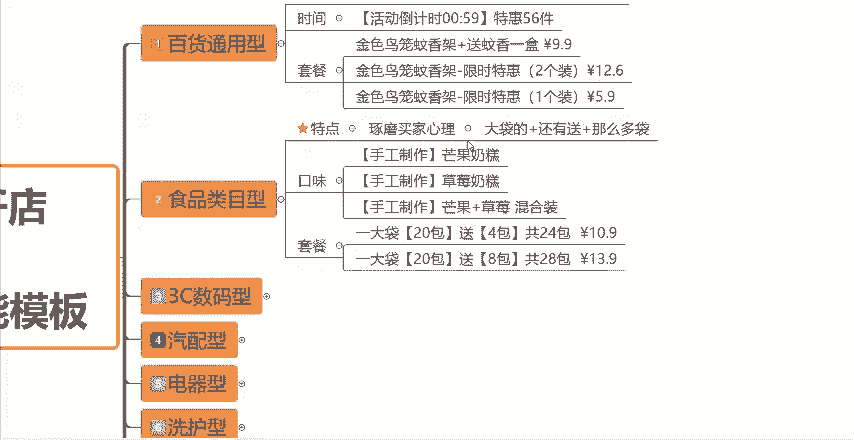 时间 【活动倒计时00:59】特惠56件
1 百货通用型
金色鸟笼蚊香架+送蚊香一盒 ¥9.9
套餐 金色鸟笼蚊香架-限时特惠（2个装）¥12.6
金色鸟笼蚊香架-限时特惠（1个装）¥5.9
特点 琢磨买家心理 大袋的+还有送+那么多袋
【手工制作】芒果奶糕
2 食品类目型
口味 【手工制作】草莓奶糕
【手工制作】芒果+草莓 混合装
一大袋【20包】送【4包】共24包 ¥10.9
套餐
一大袋【20包】送【8包】共28包 ¥13.9
开店
3C数码型
能模板
4 汽配型
电器型
洗护型